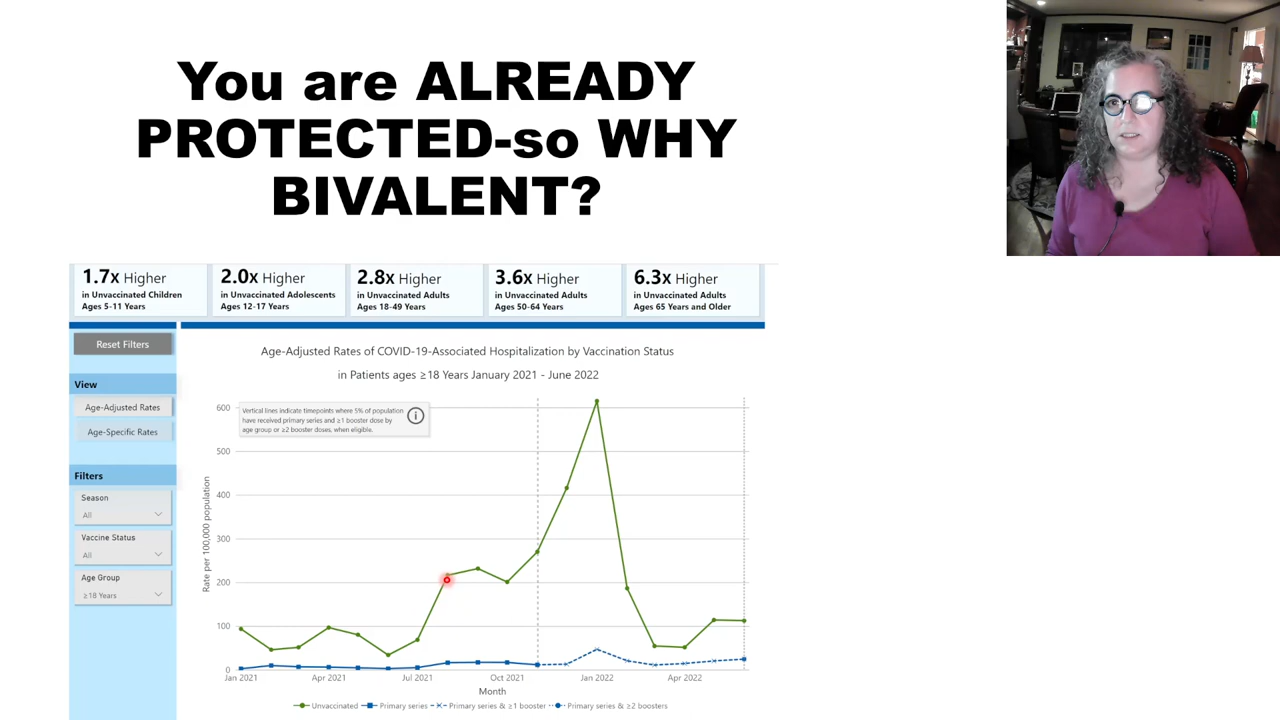 You are ALREADY
PROTECTED-so WHY
BIVALENT?
1.7x Higher
in Unvaccinated Children
Ages 5-11 Years
2.0x Higher
in Unvaccinated Adolescents
Ages 12-17 Years
2.8x Higher
in Unvaccinated Adults
Ages 18-49 Years
3.6x Higher
in Unvaccinated Adults
Ages 50-64 Years
6.3x Higher
in Unvaccinated Adults
Ages 65 Years and Older
Reset Filters
View
Age-Adjusted Rates
Age-Specific Rates
Filters
Season
All
Vaccine Status
All
Age Group
≥18 Years
Age-Adjusted Rates of COVID-19-Associated Hospitalization by Vaccination Status
in Patients ages ≥18 Years January 2021 - June 2022
Vertical lines indicate timepoints where 5% of population
have received primary series and ≥1 booster dose by
age group or ≥2 booster doses, when eligible.
i
Rate per 100,000 population
600
500
400
300
200
100
0
Jan 2021 Apr 2021 Jul 2021 Oct 2021 Jan 2022 Apr 2022
Month
Unvaccinated Primary series Primary series & ≥1 booster Primary series & ≥2 boosters